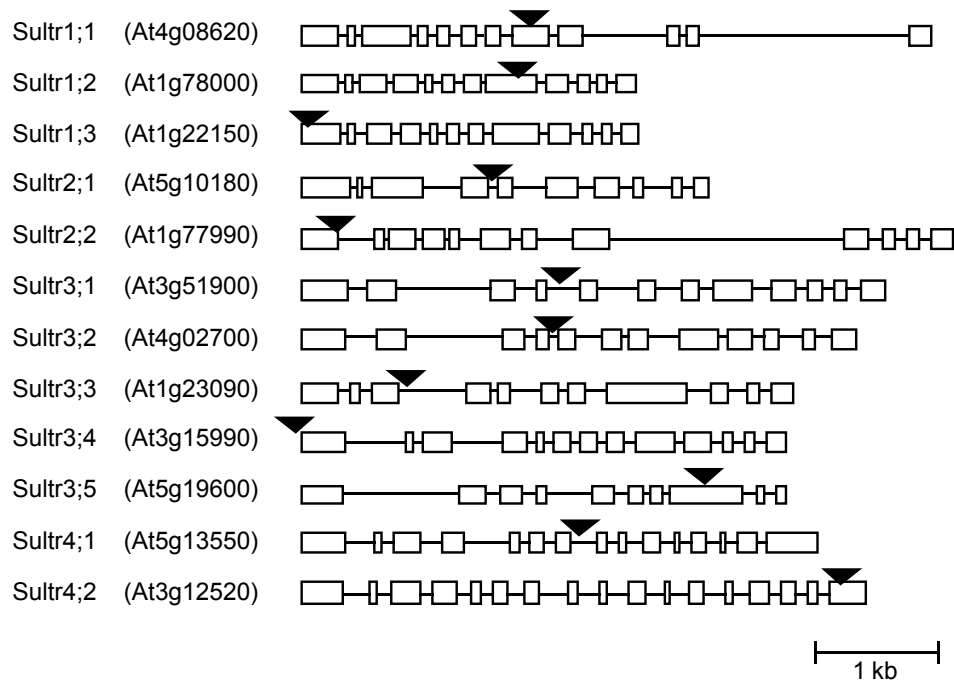 Sultr1;1 (At4g08620)
Sultr1;2 (At1g78000)
Sultr1;3 (At1g22150)
Sultr2;1 (At5g10180)
Sultr2;2 (At1g77990)
Sultr3;1 (At3g51900)
Sultr3;2 (At4g02700)
Sultr3;3 (At1g23090)
Sultr3;4 (At3g15990)
Sultr3;5 (At5g19600)
Sultr4;1 (At5g13550)
Sultr4;2 (At3g12520)
1 kb